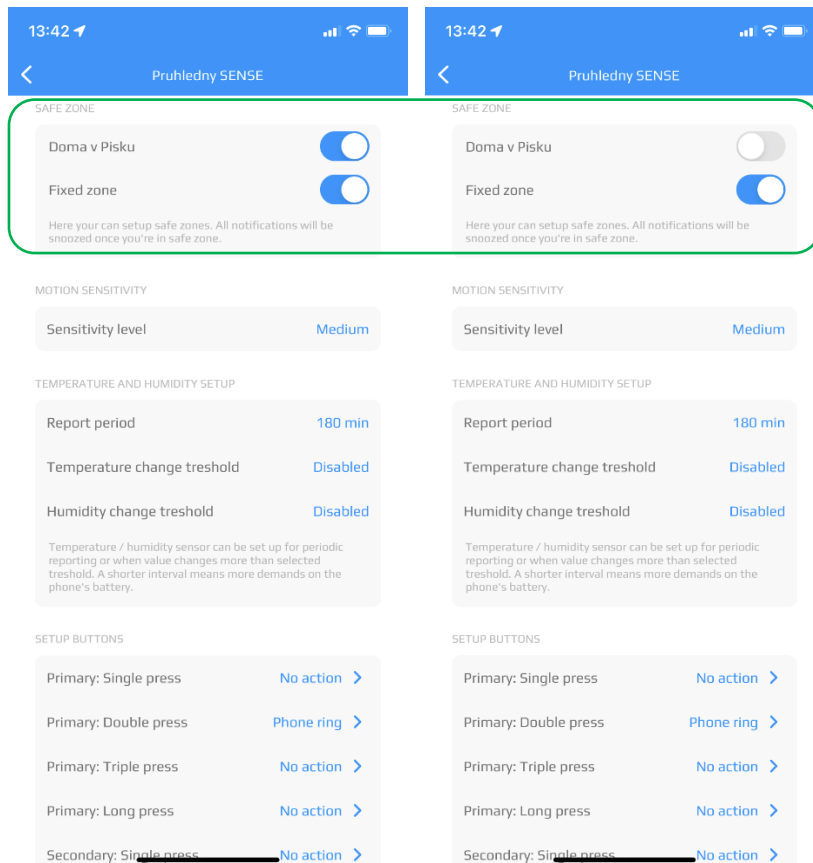 13:42
Pruhledny SENSE
SAFE ZONE
Doma v Pisku
Fixed zone
Here your can setup safe zones. All notifications will be
snoozed once you're in safe zone.
MOTION SENSITIVITY
Sensitivity level Medium
TEMPERATURE AND HUMIDITY SETUP
Report period 180 min
Temperature change treshold Disabled
Humidity change treshold Disabled
Temperature / humidity sensor can be set up for periodic
reporting or when value changes more than selected
treshold. A shorter interval means more demands on the
phone's battery.
SETUP BUTTONS
Primary: Single press No action
Primary: Double press Phone ring
Primary: Triple press No action
Primary: Long press No action
Secondary: Single press No action
13:42
Pruhledny SENSE
SAFE ZONE
Doma v Pisku
Fixed zone
Here your can setup safe zones. All notifications will be
snoozed once you're in safe zone.
MOTION SENSITIVITY
Sensitivity level Medium
TEMPERATURE AND HUMIDITY SETUP
Report period 180 min
Temperature change treshold Disabled
Humidity change treshold Disabled
Temperature / humidity sensor can be set up for periodic
reporting or when value changes more than selected
treshold. A shorter interval means more demands on the
phone's battery.
SETUP BUTTONS
Primary: Single press No action
Primary: Double press Phone ring
Primary: Triple press No action
Primary: Long press No action
Secondary: Single press No action